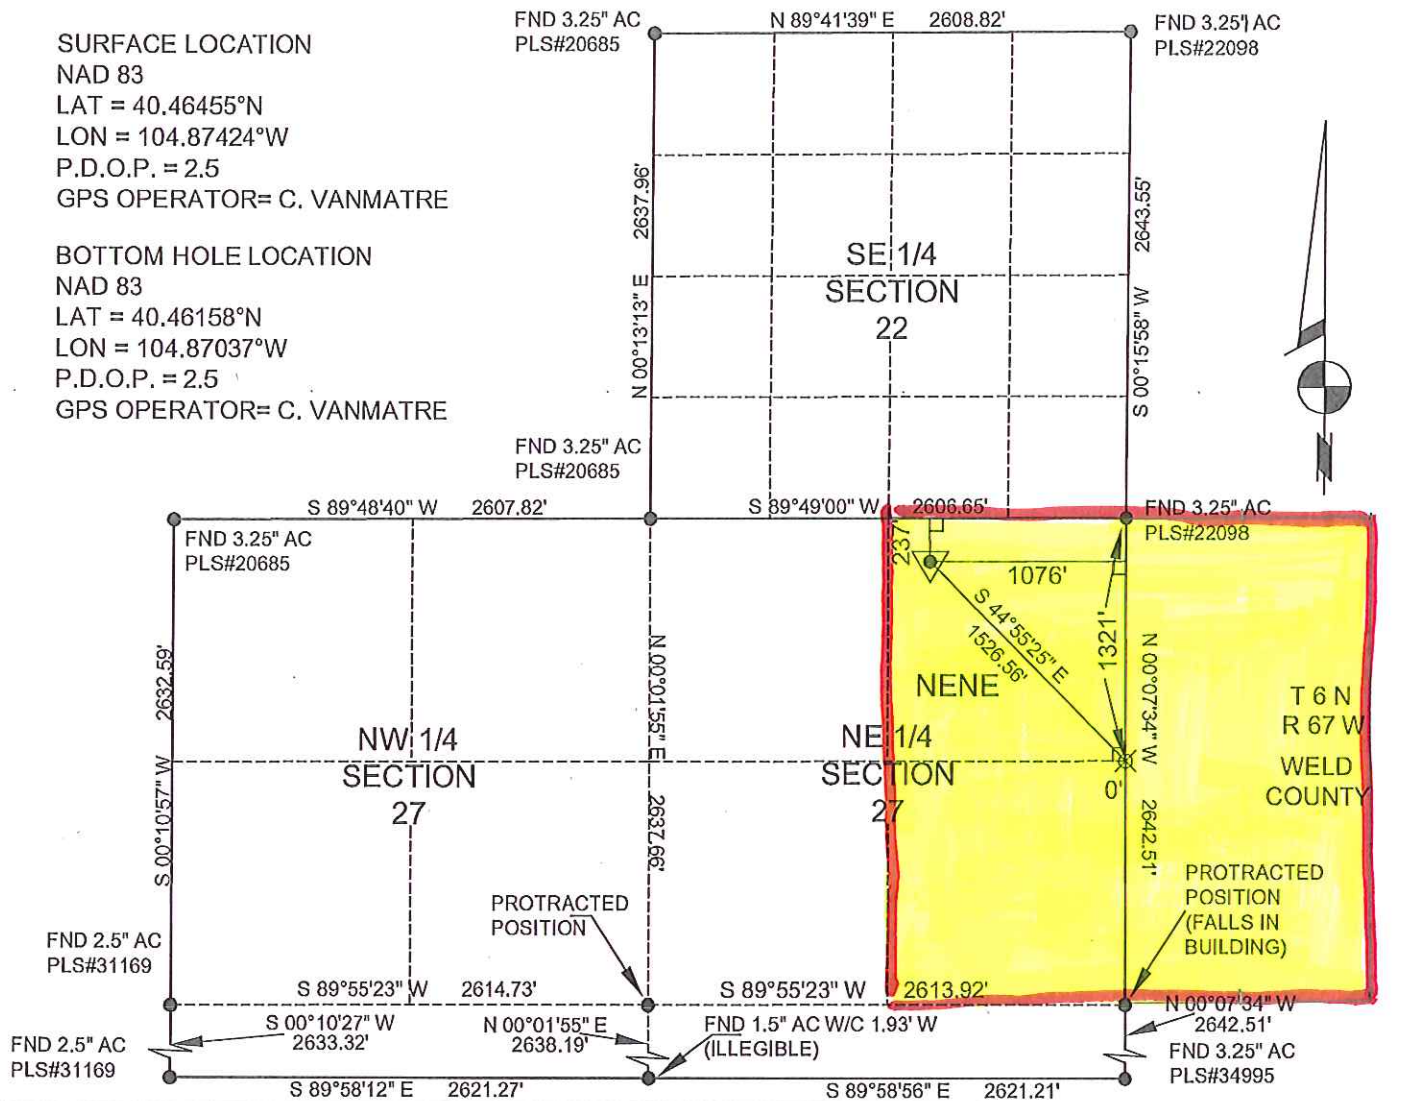 SURFACE LOCATION
NAD 83
LAT = 40.46455°N
LON = 104.87424°W
P.D.O.P. = 2.5
GPS OPERATOR= C. VANMATRE
BOTTOM HOLE LOCATION
NAD 83
LAT = 40.46158°N
LON = 104.87037°W
P.D.O.P. = 2.5
GPS OPERATOR= C. VANMATRE
FND 3.25" AC
PLS#20685
N 89°41'39" E 2608.82'
FND 3.25" AC
PLS#22098
N 00°13'13" E 2637.96'
SE 1/4
SECTION
22
S 00°15'58" W 2643.55'
N
FND 3.25" AC
PLS#20685
S 89°48'40" W 2607.82'
S 89°49'00" W 2606.65'
FND 3.25" AC
PLS#22098
FND 3.25" AC
PLS#20685
237'
1076'
S 44°55'25" E
1526.56'
1321'
N 00°07'34" W 2642.51'
NENE
T 6 N
R 67 W
WELD
COUNTY
S 00°10'57" W 2632.59'
N 00°01'55" E 2637.66'
NW 1/4
SECTION
27
NE 1/4
SECTION
27
0'
PROTRACTED
POSITION
PROTRACTED
POSITION
(FALLS IN
BUILDING)
FND 2.5" AC
PLS#31169
S 89°55'23" W 2614.73'
S 89°55'23" W 2613.92'
N 00°07'34" W
2642.51'
S 00°10'27" W
2633.32'
N 00°01'55" E
2638.19'
FND 1.5" AC W/C 1.93' W
(ILLEGIBLE)
FND 2.5" AC
PLS#31169
FND 3.25" AC
PLS#34995
S 89°58'12" E 2621.27'
S 89°58'56" E 2621.21'